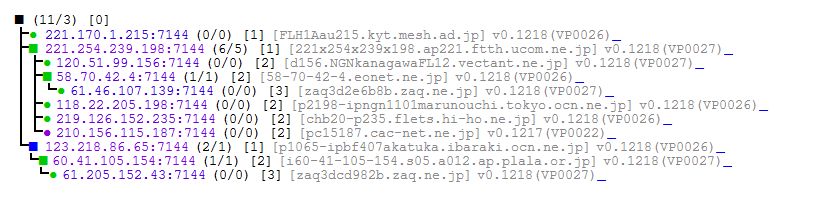 (11/3) [0]
221.170.1.215:7144 (0/0) [1] [FLH1Aau215.kyt.mesh.ad.jp] v0.1218(VP0026)_
221.254.239.198:7144 (6/5) [1] [221x254x239x198.ap221.ftth.ucom.ne.jp] v0.1218(VP0027)_
120.51.99.156:7144 (0/0) [2] [d156.NGNkanagawaFL12.vectant.ne.jp] v0.1218(VP0027)_
58.70.42.4:7144 (1/1) [2] [58-70-42-4.eonet.ne.jp] v0.1218(VP0026)_
61.46.107.139:7144 (0/0) [3] [zaq3d2e6b8b.zaq.ne.jp] v0.1218(VP0027)_
118.22.205.198:7144 (0/0) [2] [p2198-ipngn1101marunouchi.tokyo.ocn.ne.jp] v0.1218(VP0026)_
219.126.152.235:7144 (0/0) [2] [chb20-p235.flets.hi-ho.ne.jp] v0.1218(VP0026)_
210.156.115.187:7144 (0/0) [2] [pc15187.cac-net.ne.jp] v0.1217(VP0022)_
123.218.86.65:7144 (2/1) [1] [p1065-ipbf407akatuka.ibaraki.ocn.ne.jp] v0.1218(VP0026)_
60.41.105.154:7144 (1/1) [2] [i60-41-105-154.s05.a012.ap.plala.or.jp] v0.1218(VP0027)_
61.205.152.43:7144 (0/0) [3] [zaq3dcd982b.zaq.ne.jp] v0.1218(VP0027)_